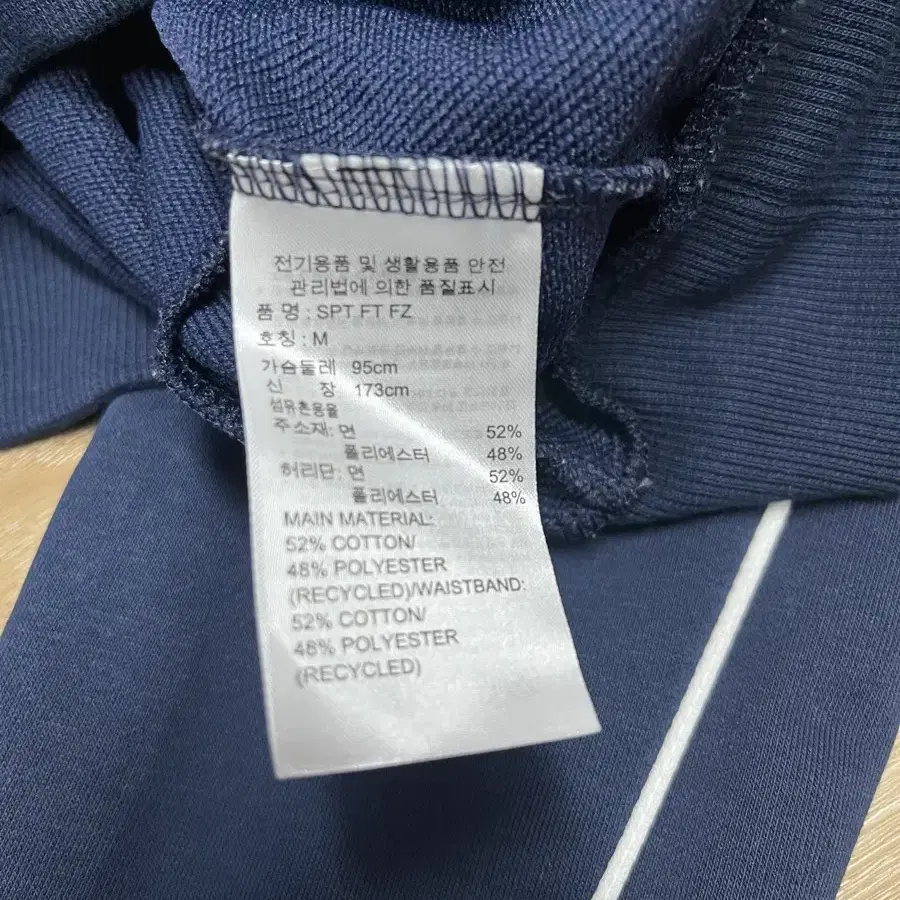 전기용품 및 생활용품 안전
관리법에 의한 품질표시
품 명 : SPT FT FZ
호칭 : M
가슴둘레 95cm
신 장 173cm
섬유혼용율
주소재: 면 52%
폴리에스터 48%
허리단: 면 52%
폴리에스터 48%
MAIN MATERIAL:
52% COTTON/
48% POLYESTER
(RECYCLED)/WAISTBAND:
52% COTTON/
48% POLYESTER
(RECYCLED)